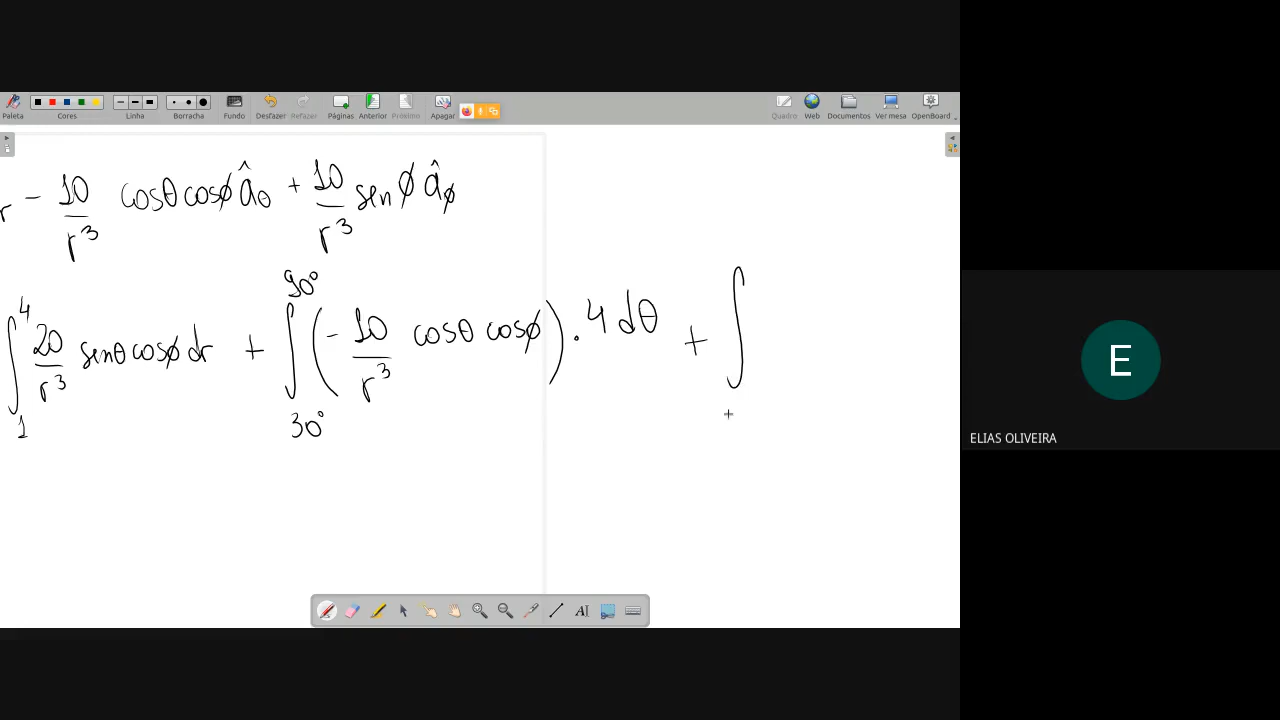 Paleta Cores Linha Borracha Fundo Desfazer Refazer Páginas Anterior Próximo Apagar Quadro Web Documentos Ver mesa OpenBoard
r − 10/r³ cosθ cosϕ âθ + 10/r³ sen ϕ âϕ
∫₁⁴ 20/r³ senθ cosϕ dr + ∫₃₀°⁹⁰° (− 10/r³ cosθ cosϕ) . 4 dθ + ∫
E
ELIAS OLIVEIRA
AI